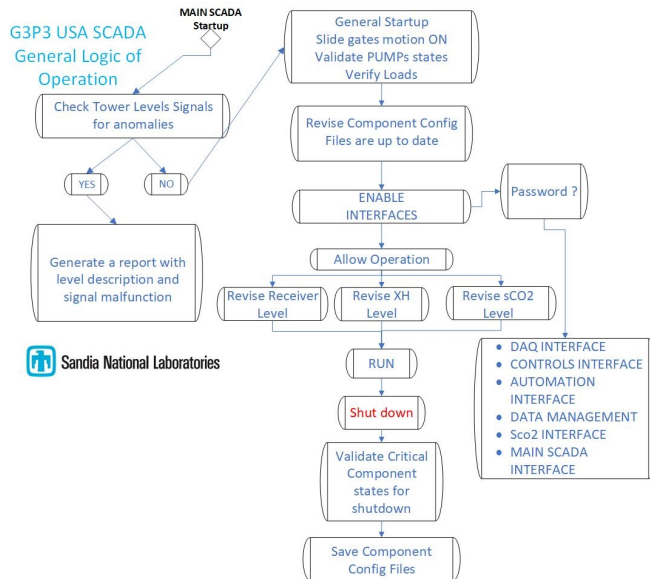 G3P3 USA SCADA
General Logic of
Operation
MAIN SCADA
Startup
Check Tower Levels Signals
for anomalies
YES
NO
Generate a report with
level description and
signal malfunction
Sandia National Laboratories
General Startup
Slide gates motion ON
Validate PUMPs states
Verify Loads
Revise Component Config
Files are up to date
ENABLE
INTERFACES
Password ?
Allow Operation
Revise Receiver
Level
Revise XH
Level
Revise sCO2
Level
RUN
Shut down
Validate Critical
Component
states for
shutdown
Save Component
Config Files
• DAQ INTERFACE
• CONTROLS INTERFACE
• AUTOMATION
INTERFACE
• DATA MANAGEMENT
• Sco2 INTERFACE
• MAIN SCADA
INTERFACE